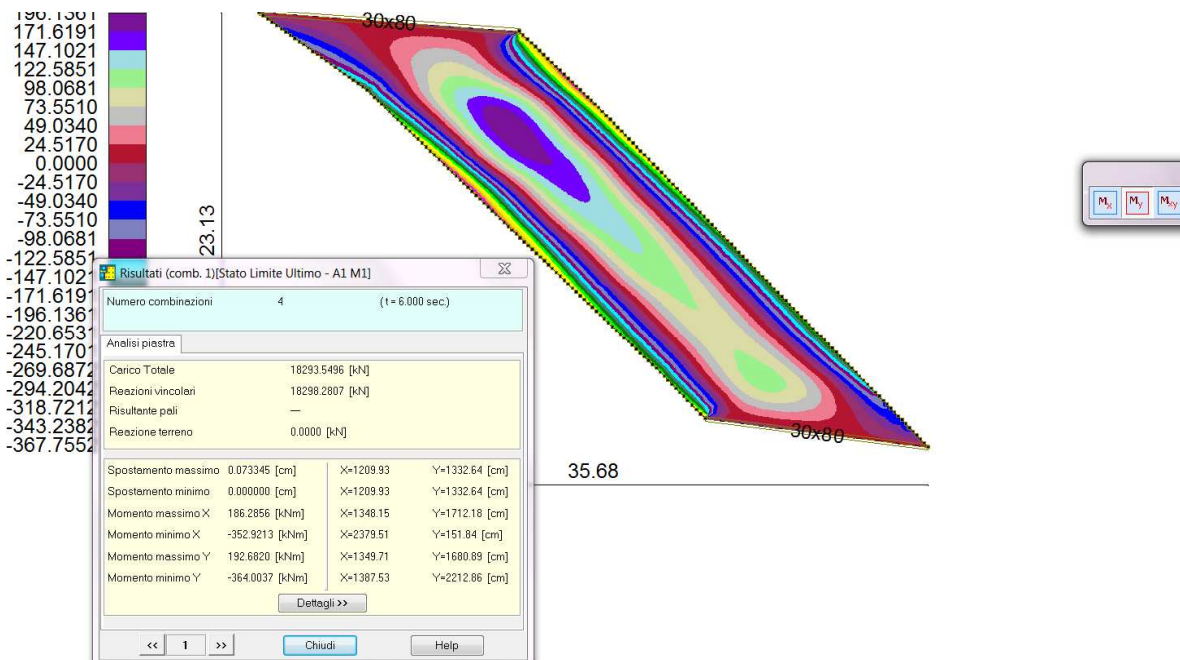 196.1361
171.6191
147.1021
122.5851
98.0681
73.5510
49.0340
24.5170
0.0000
-24.5170
-49.0340
-73.5510
-98.0681
-122.5851
-147.102
-171.6191
-196.1361
-220.6531
-245.1701
-269.6872
-294.2042
-318.7212
-343.2382
-367.7552
30x80
23.13
30x80
35.68
Mx My Mxy
Risultati (comb. 1)[Stato Limite Ultimo - A1 M1]
Numero combinazioni 4 (t = 6.000 sec.)
Analisi piastra
Carico Totale 18293.5496 [kN]
Reazioni vincolari 18298.2807 [kN]
Risultante pali —
Reazione terreno 0.0000 [kN]
Spostamento massimo 0.073345 [cm] X=1209.93 Y=1332.64 [cm]
Spostamento minimo 0.000000 [cm] X=1209.93 Y=1332.64 [cm]
Momento massimo X 186.2856 [kNm] X=1348.15 Y=1712.18 [cm]
Momento minimo X -352.9213 [kNm] X=2379.51 Y=151.84 [cm]
Momento massimo Y 192.6820 [kNm] X=1349.71 Y=1680.89 [cm]
Momento minimo Y -364.0037 [kNm] X=1387.53 Y=2212.86 [cm]
Dettagli >>
<< 1 >> Chiudi Help